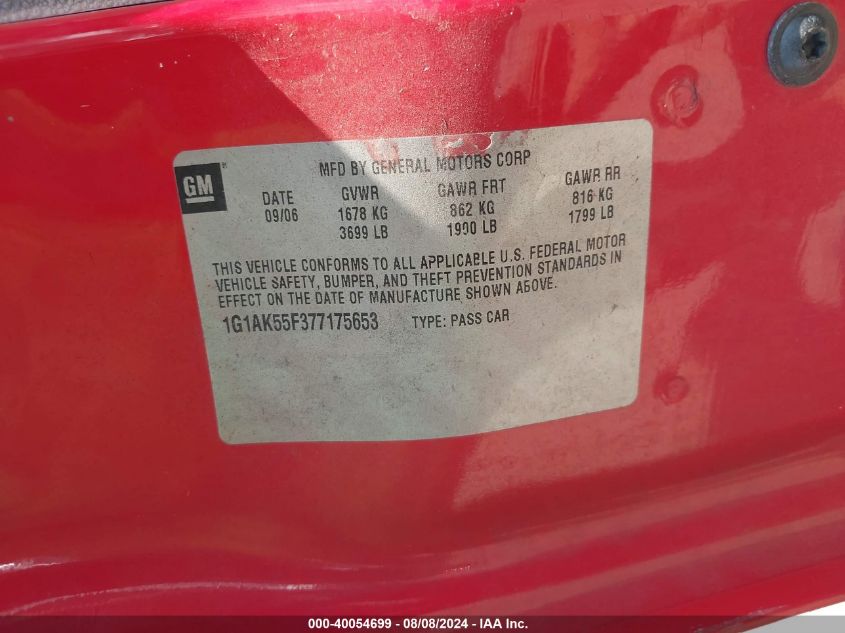 GM
MFD BY GENERAL MOTORS CORP
DATE GVWR GAWR FRT GAWR RR
09/06 1678 KG 862 KG 816 KG
3699 LB 1900 LB 1799 LB
THIS VEHICLE CONFORMS TO ALL APPLICABLE U.S. FEDERAL MOTOR
VEHICLE SAFETY, BUMPER, AND THEFT PREVENTION STANDARDS IN
EFFECT ON THE DATE OF MANUFACTURE SHOWN ABOVE.
1G1AK55F377175653 TYPE: PASS CAR
000-40054699 - 08/08/2024 - IAA Inc.